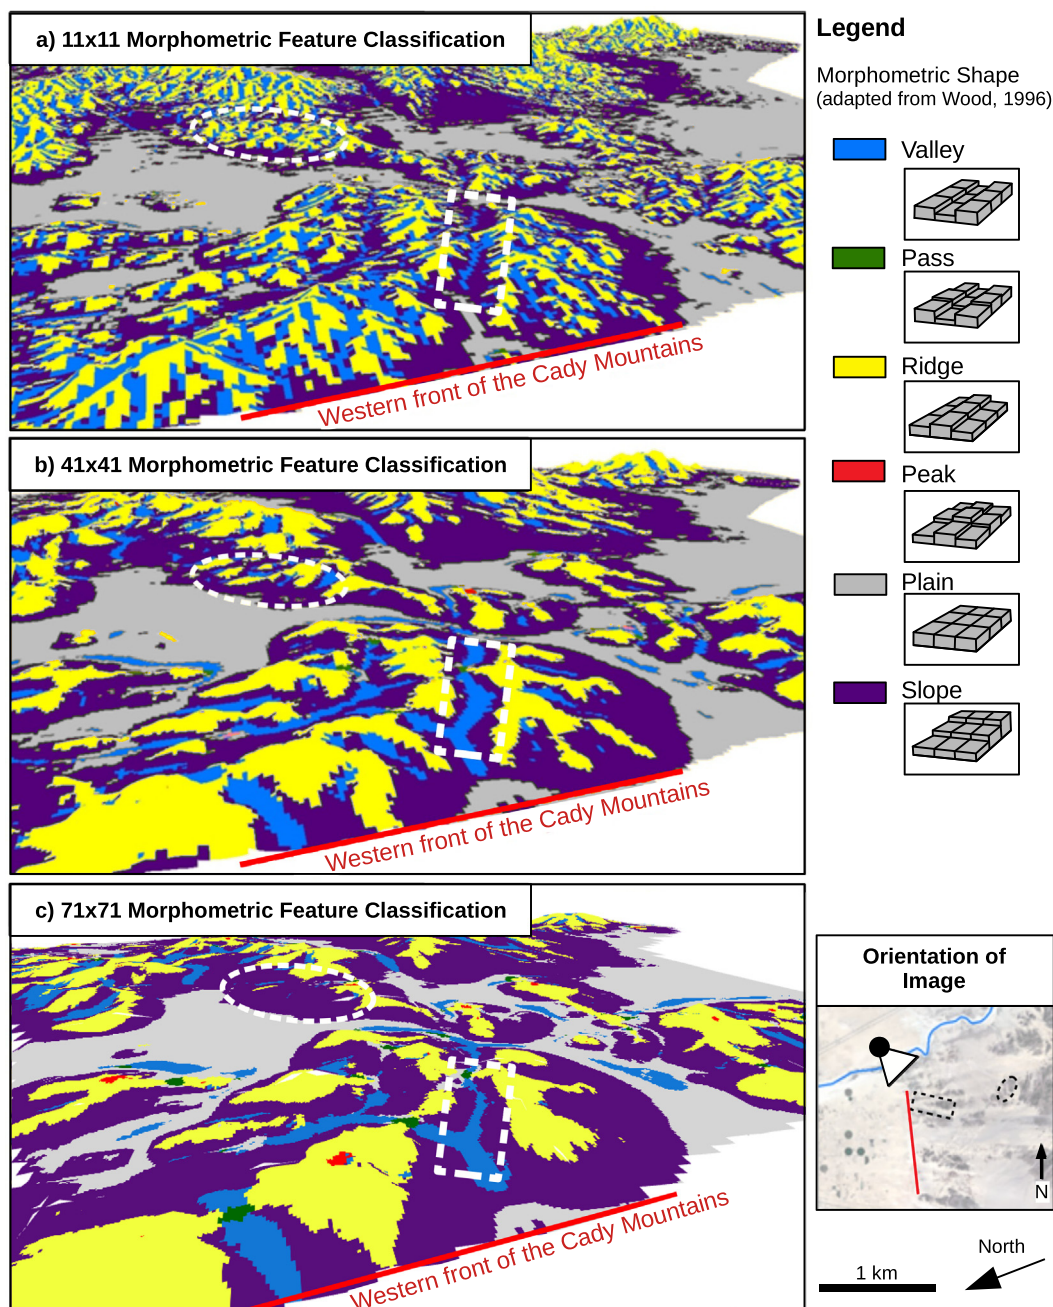 a) 11x11 Morphometric Feature Classification
Western front of the Cady Mountains
b) 41x41 Morphometric Feature Classification
Western front of the Cady Mountains
c) 71x71 Morphometric Feature Classification
Western front of the Cady Mountains
Legend
Morphometric Shape
(adapted from Wood, 1996)
Valley
Pass
Ridge
Peak
Plain
Slope
Orientation of
Image
N
North
1 km